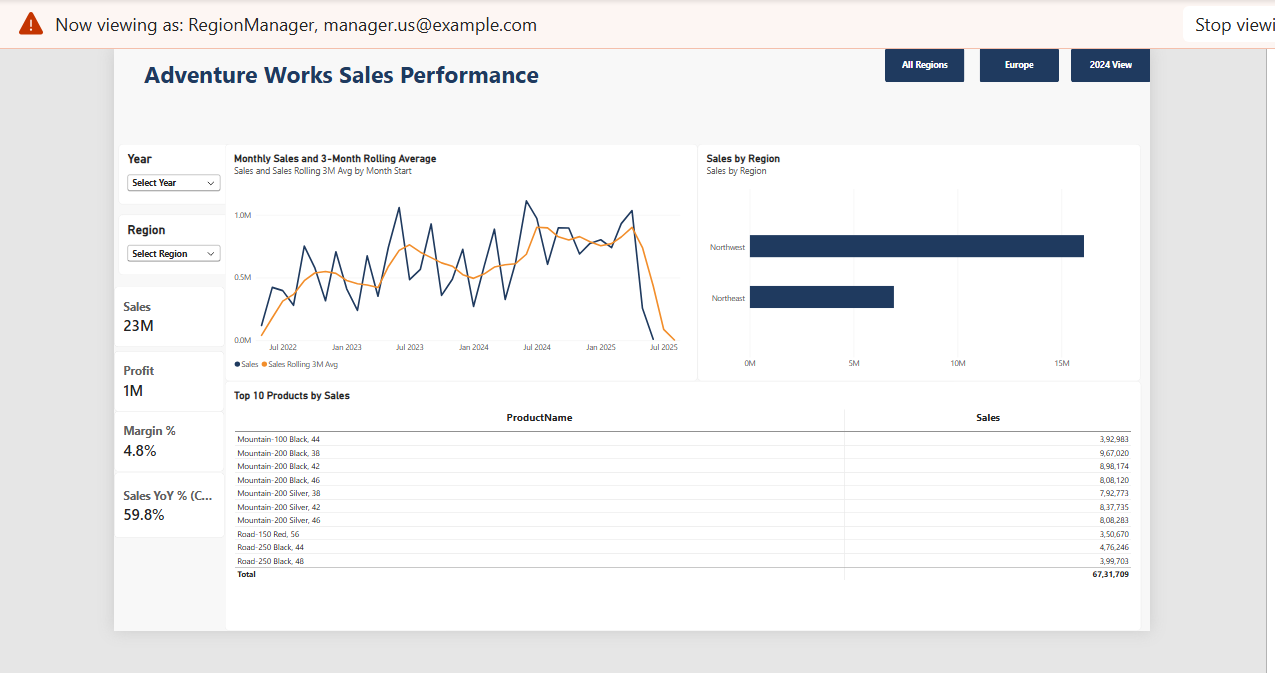 Now viewing as: RegionManager, manager.us@example.com
Stop viewi
Adventure Works Sales Performance
All Regions
Europe
2024 View
Year
Select Year
Region
Select Region
Sales
23M
Profit
1M
Margin %
4.8%
Sales YoY % (C...
59.8%
Monthly Sales and 3-Month Rolling Average
Sales and Sales Rolling 3M Avg by Month Start
1.0M
0.5M
0.0M
Jul 2022 Jan 2023 Jul 2023 Jan 2024 Jul 2024 Jan 2025 Jul 2025
Sales Sales Rolling 3M Avg
Sales by Region
Sales by Region
Northwest
Northeast
0M 5M 10M 15M
Top 10 Products by Sales
ProductName Sales
Mountain-100 Black, 44 3,92,983
Mountain-200 Black, 38 9,67,020
Mountain-200 Black, 42 8,98,174
Mountain-200 Black, 46 8,08,120
Mountain-200 Silver, 38 7,92,773
Mountain-200 Silver, 42 8,37,735
Mountain-200 Silver, 46 8,08,283
Road-150 Red, 56 3,50,670
Road-250 Black, 44 4,76,246
Road-250 Black, 48 3,99,703
Total 67,31,709